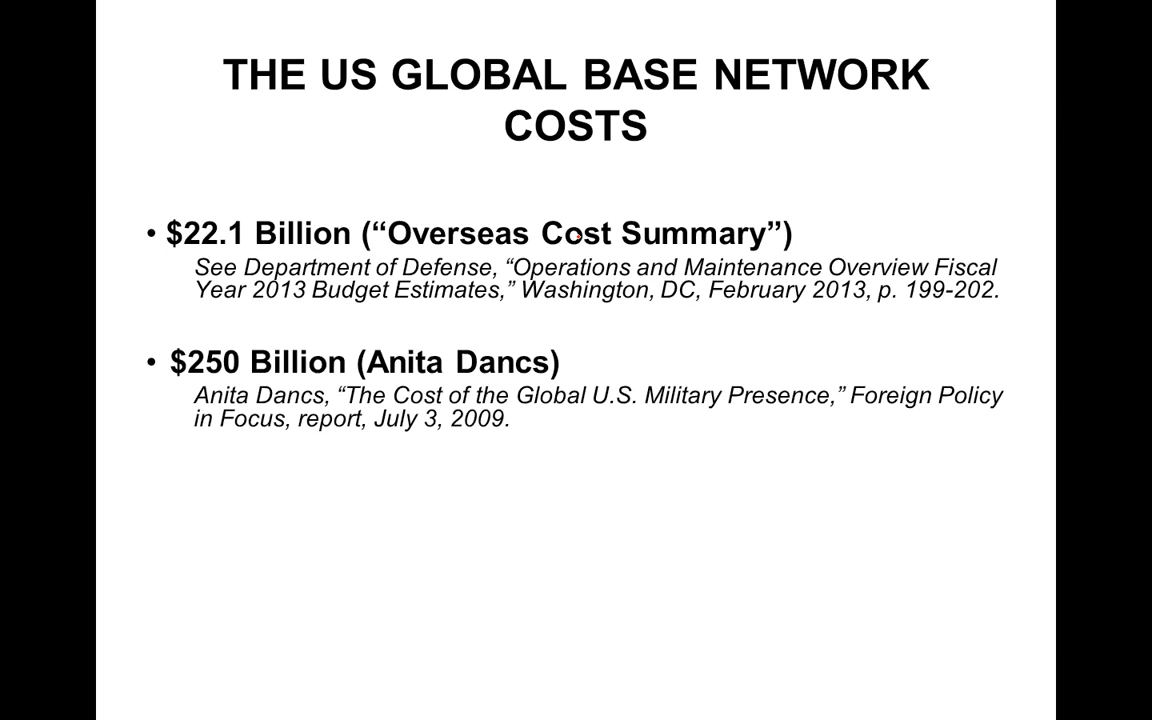 THE US GLOBAL BASE NETWORK
COSTS
• $22.1 Billion (“Overseas Cost Summary”)
See Department of Defense, “Operations and Maintenance Overview Fiscal
Year 2013 Budget Estimates,” Washington, DC, February 2013, p. 199-202.
• $250 Billion (Anita Dancs)
Anita Dancs, “The Cost of the Global U.S. Military Presence,” Foreign Policy
in Focus, report, July 3, 2009.